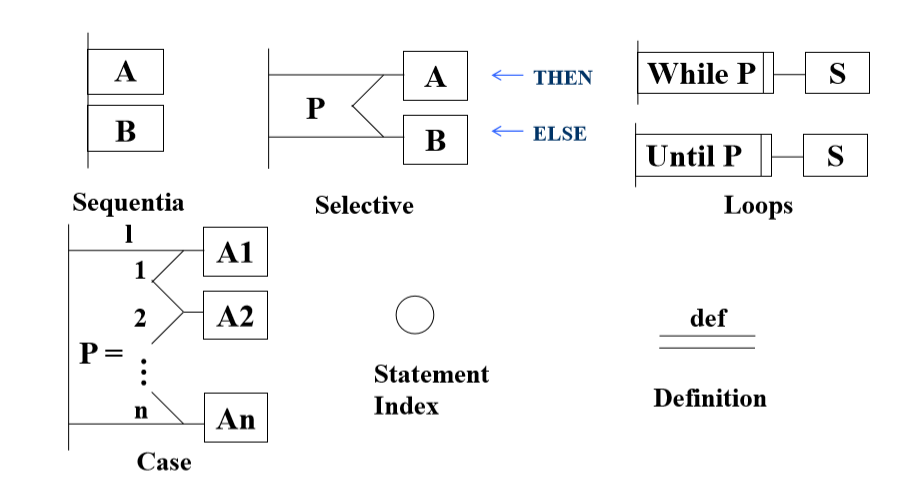 A
B
Sequentia
l
P
A
B
← THEN
← ELSE
Selective
While P
S
Until P
S
Loops
P =
1
2
⋮
n
A1
A2
An
Case
Statement
Index
def
Definition